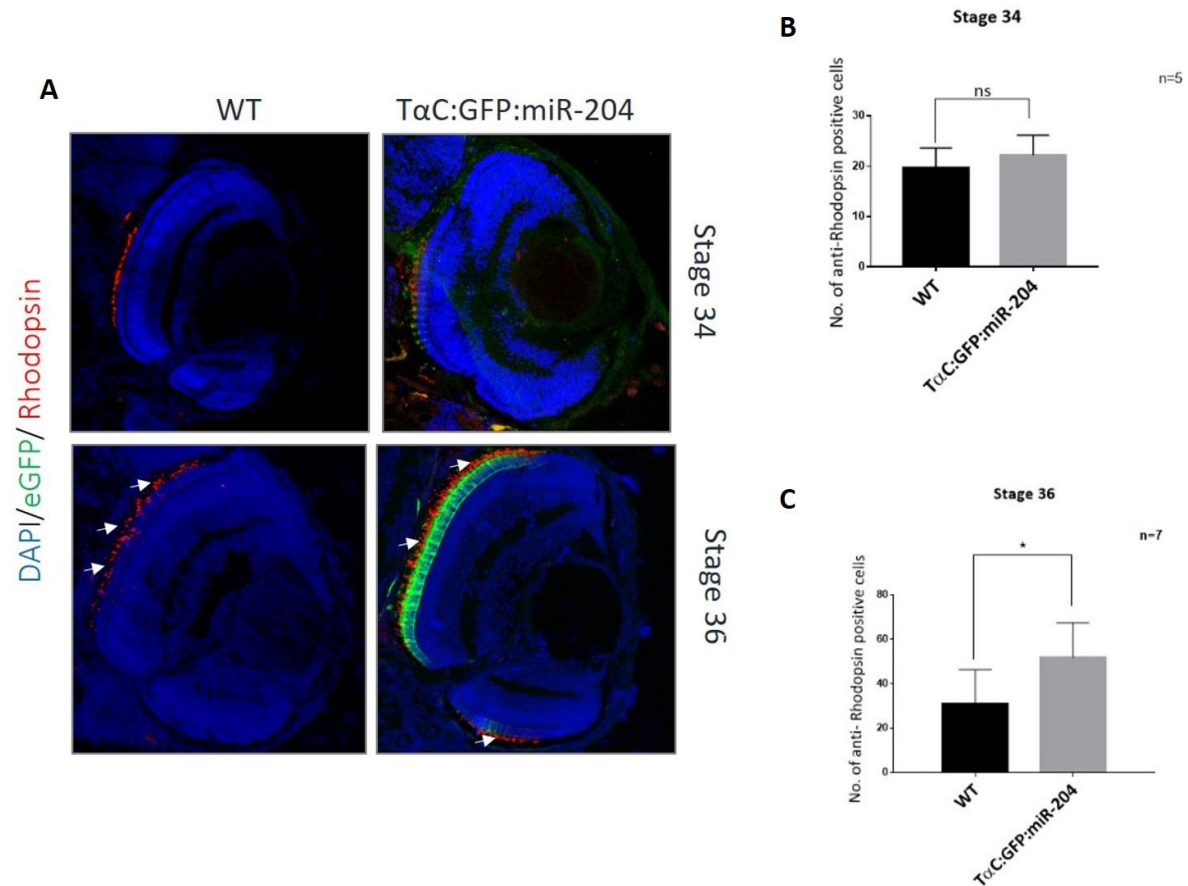 A
WT
TαC:GFP:miR-204
DAPI/eGFP/ Rhodopsin
Stage 34
Stage 36
B
Stage 34
n=5
ns
No. of anti-Rhodopsin positive cells
30
20
10
0
WT
TαC:GFP:miR-204
C
Stage 36
n=7
*
No. of anti- Rhodopsin positive cells
80
60
40
20
0
WT
TαC:GFP:miR-204